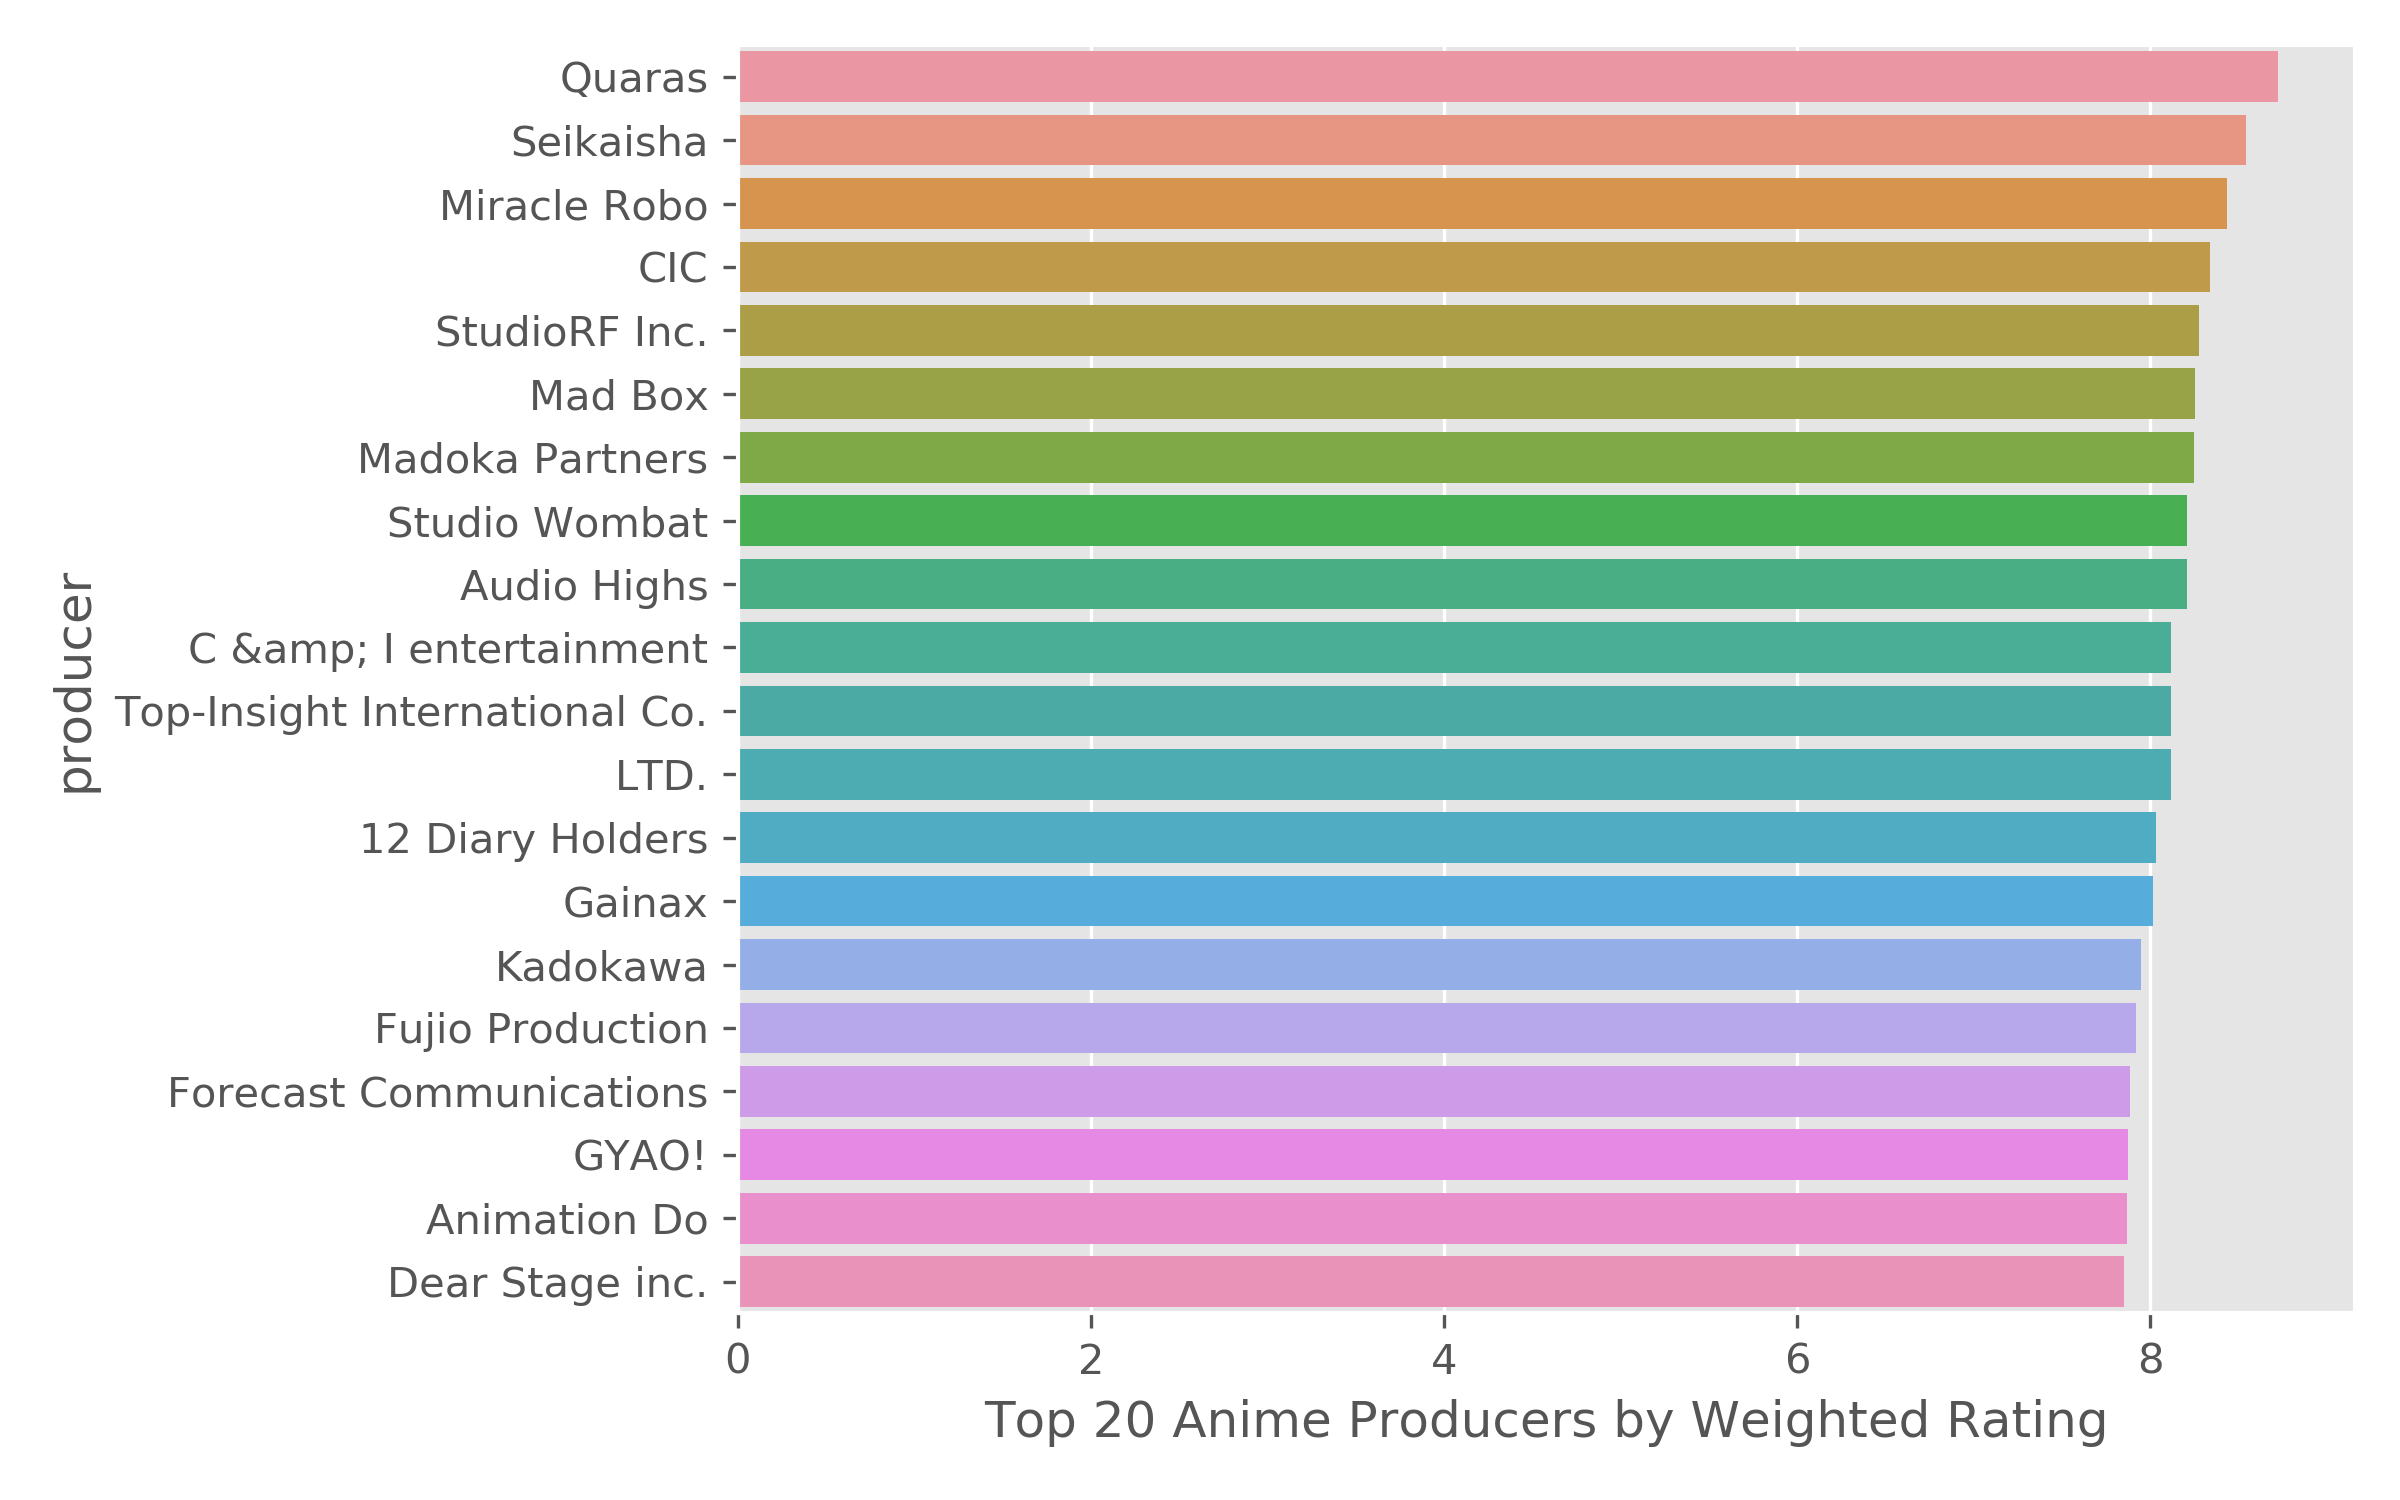 Quaras
Seikaisha
Miracle Robo
CIC
StudioRF Inc.
Mad Box
Madoka Partners
Studio Wombat
Audio Highs
C &amp; I entertainment
Top-Insight International Co.
LTD.
12 Diary Holders
Gainax
Kadokawa
Fujio Production
Forecast Communications
GYAO!
Animation Do
Dear Stage inc.
producer
0 2 4 6 8
Top 20 Anime Producers by Weighted Rating